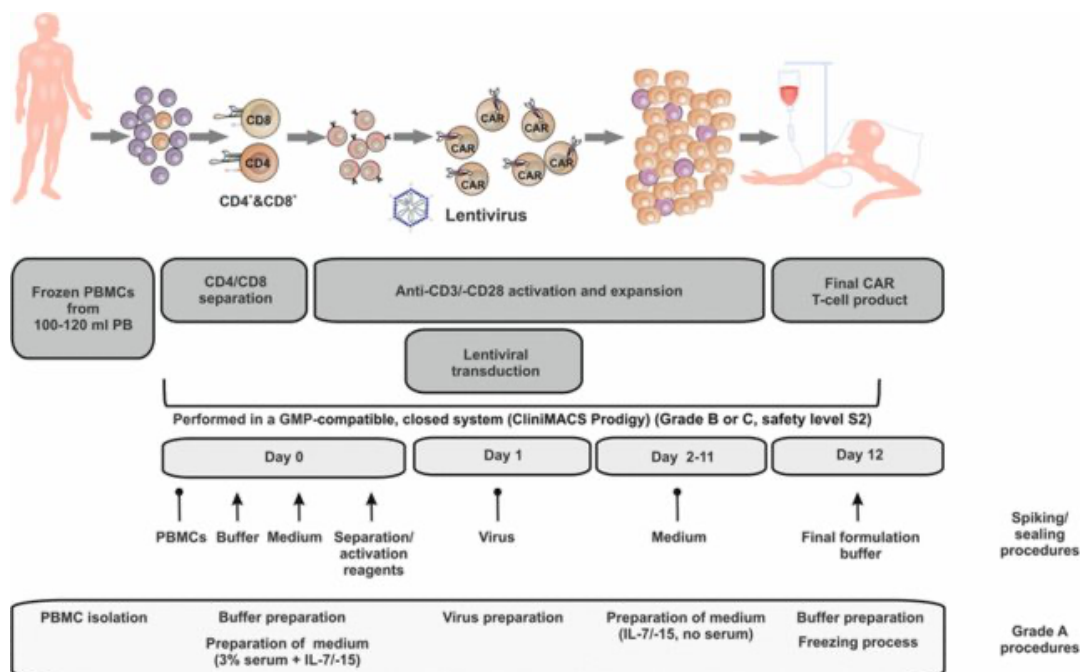 CD8
CD4
CD4+&CD8+
CAR
CAR
CAR
CAR
CAR
CAR
Lentivirus
Frozen PBMCs
from
100-120 ml PB
CD4/CD8
separation
Anti-CD3/-CD28 activation and expansion
Final CAR
T-cell product
Lentiviral
transduction
Performed in a GMP-compatible, closed system (CliniMACS Prodigy) (Grade B or C, safety level S2)
Day 0
Day 1
Day 2-11
Day 12
PBMCs
Buffer
Medium
Separation/
activation
reagents
Virus
Medium
Final formulation
buffer
Spiking/
sealing
procedures
PBMC isolation
Buffer preparation
Preparation of medium
(3% serum + IL-7/-15)
Virus preparation
Preparation of medium
(IL-7/-15, no serum)
Buffer preparation
Freezing process
Grade A
procedures